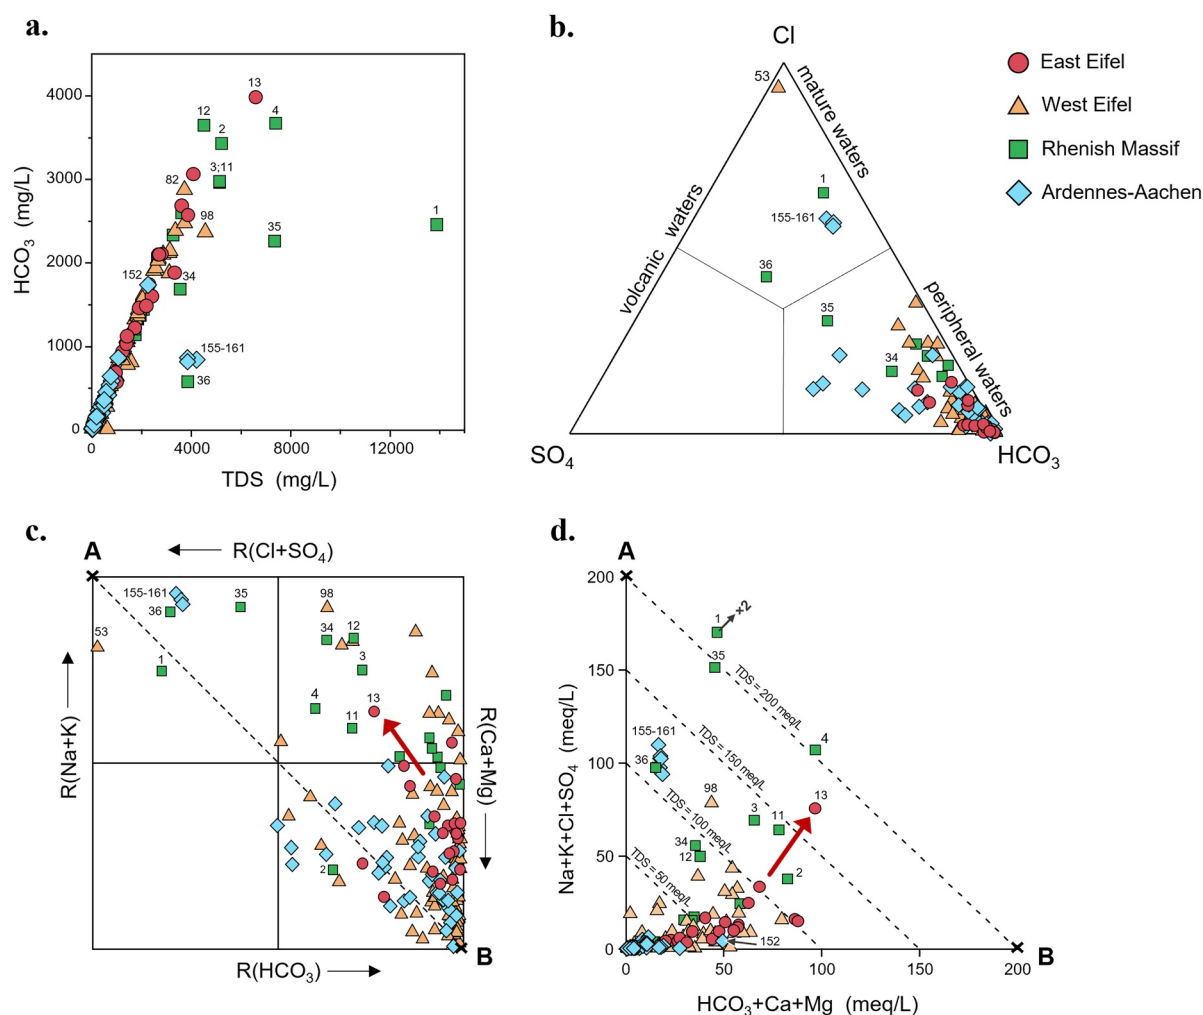 a.
4000
3000
2000
1000
0
HCO3 (mg/L)
0
4000
8000
12000
TDS (mg/L)
13
12
4
2
3;11
82
98
1
35
152
34
155-161
36
b.
Cl
53
mature waters
1
155-161
volcanic waters
36
35
peripheral waters
34
SO4
HCO3
East Eifel
West Eifel
Rhenish Massif
Ardennes-Aachen
c.
A
R(Cl+SO4)
155-161
36
35
98
53
1
34
12
3
4
13
11
2
R(Na+K)
R(Ca+Mg)
R(HCO3)
B
d.
A
200
150
100
50
0
Na+K+Cl+SO4 (meq/L)
1
×2
35
TDS = 200 meq/L
155-161
36
TDS = 150 meq/L
4
98
TDS = 100 meq/L
13
3
11
34
12
TDS = 50 meq/L
2
152
0
50
100
150
200
B
HCO3+Ca+Mg (meq/L)